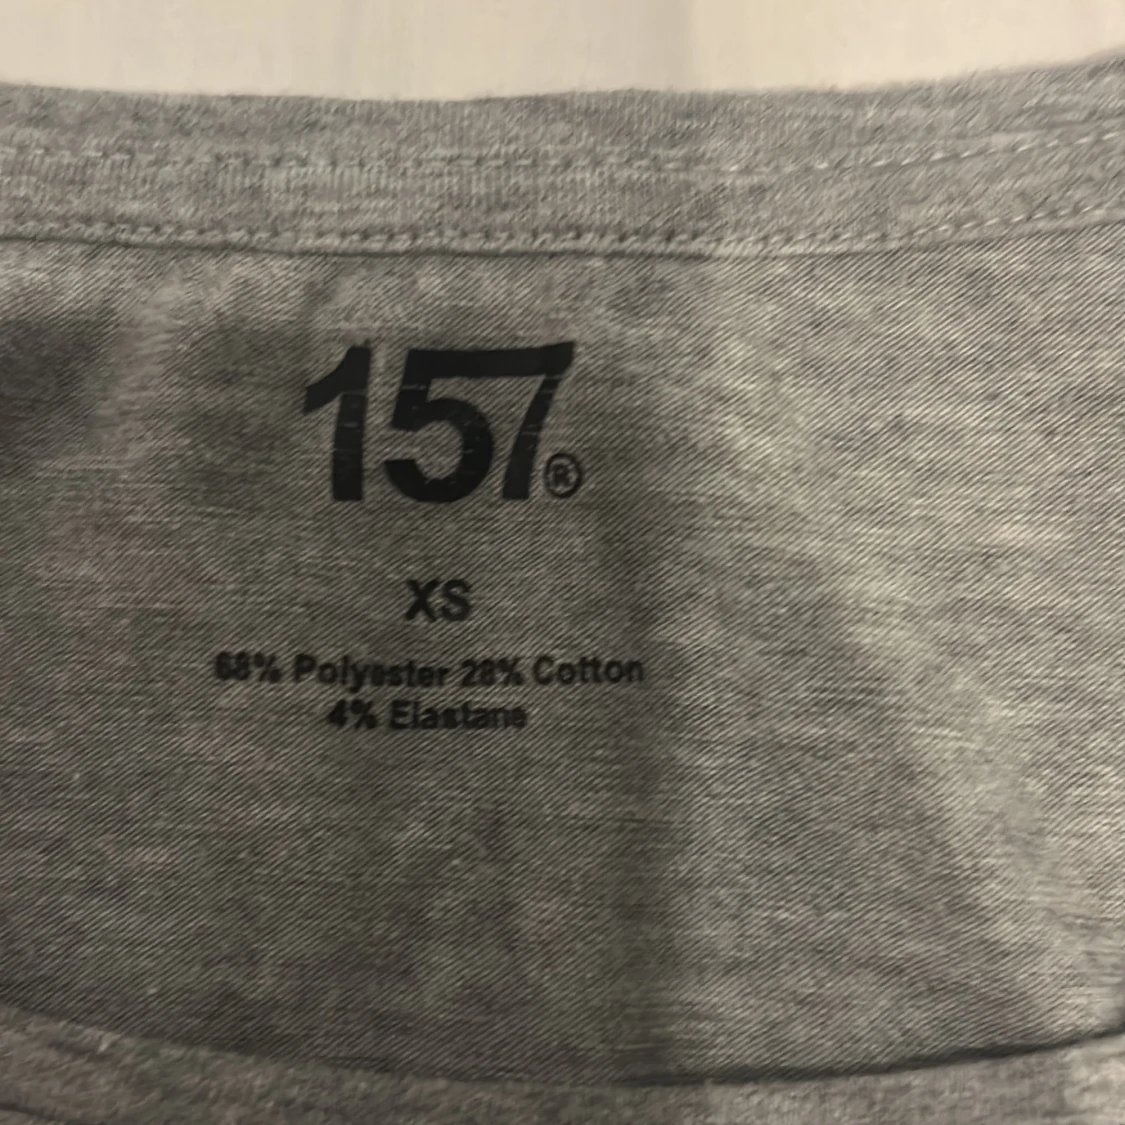 157®
XS
68% Polyester 28% Cotton
4% Elastane